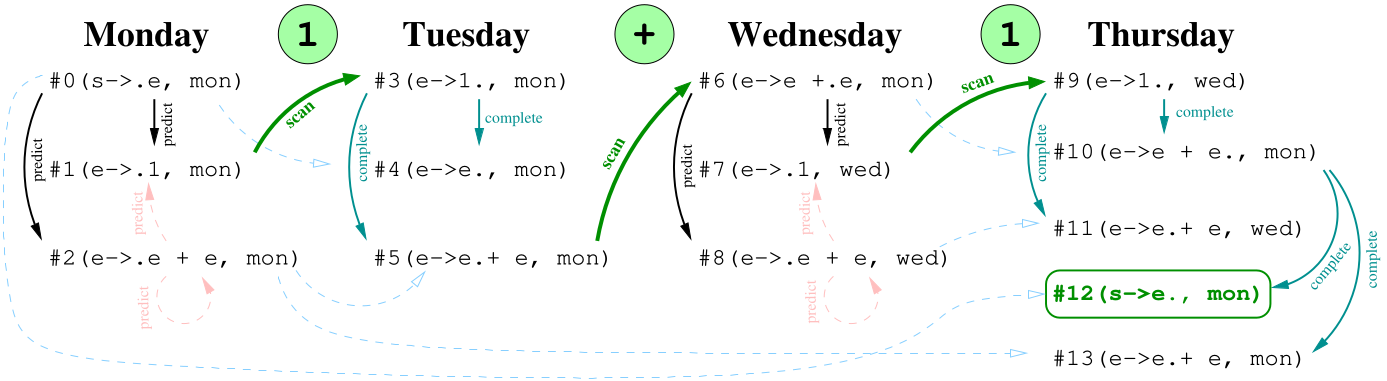 Monday 1 Tuesday + Wednesday 1 Thursday
#0(s->.e, mon) #3(e->1., mon) #6(e->e +.e, mon) #9(e->1., wed)
scan
scan
predict
complete
predict
complete
#10(e->e + e., mon)
predict
scan
complete
predict
complete
#1(e->.1, mon) #4(e->e., mon) #7(e->.1, wed)
predict
predict
#11(e->e.+ e, wed)
#2(e->.e + e, mon) #5(e->e.+ e, mon) #8(e->.e + e, wed)
complete
complete
#12(s->e., mon)
predict
predict
#13(e->e.+ e, mon)